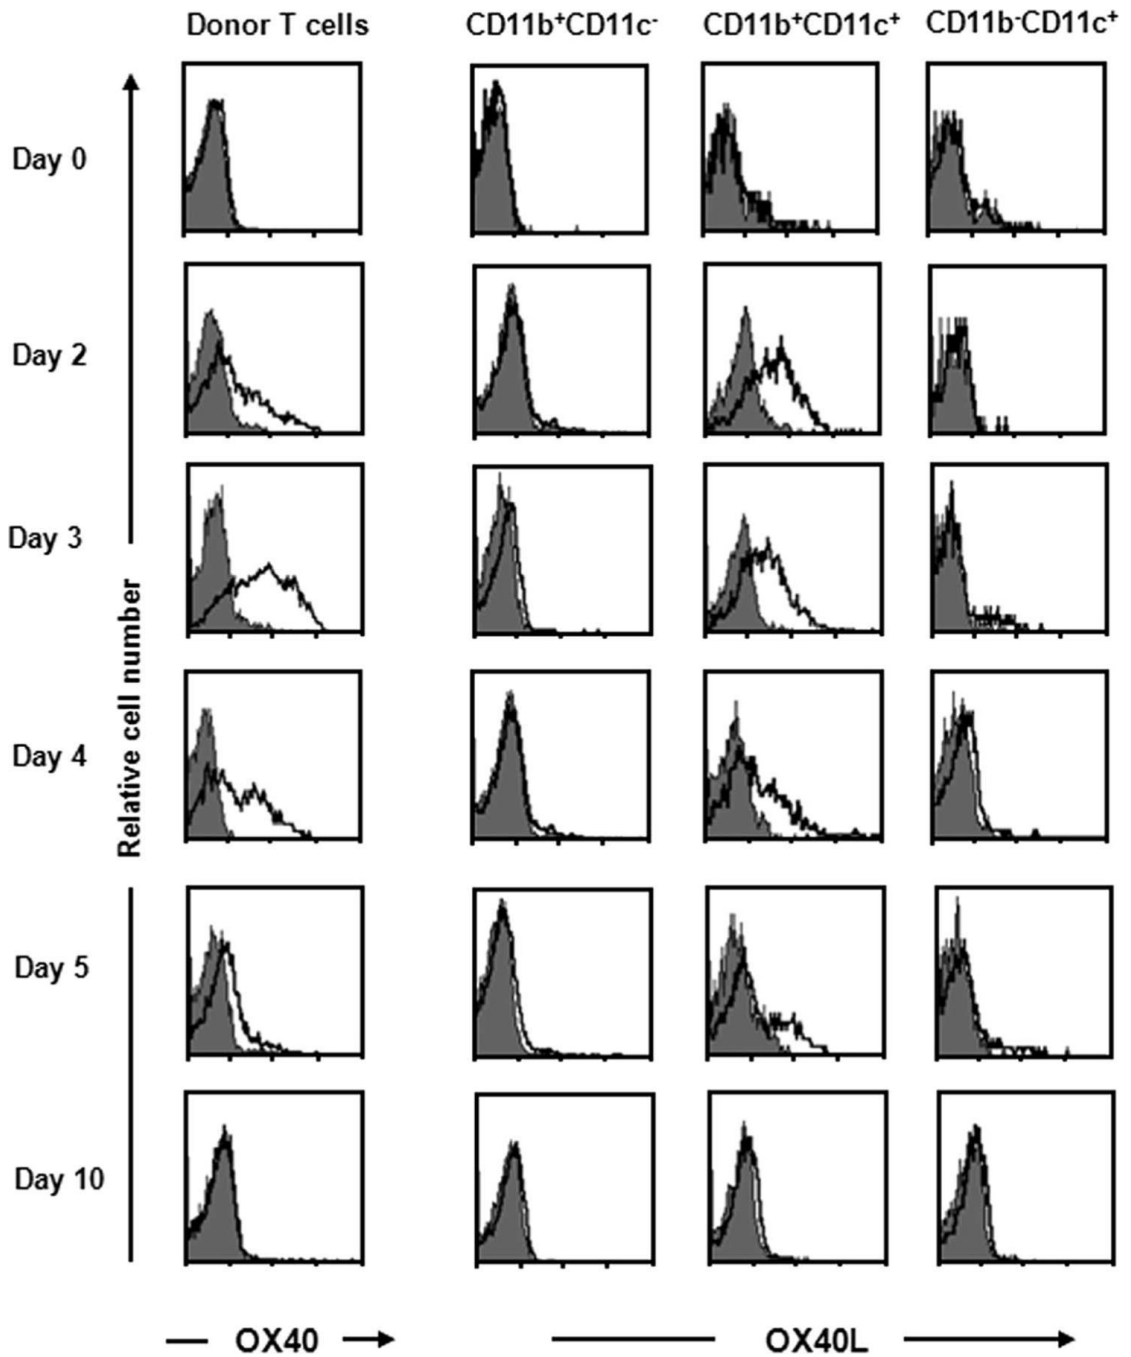 Donor T cells CD11b⁺CD11c⁻ CD11b⁺CD11c⁺ CD11b⁻CD11c⁺
Day 0
Day 2
Day 3
Relative cell number
Day 4
Day 5
Day 10
OX40 OX40L